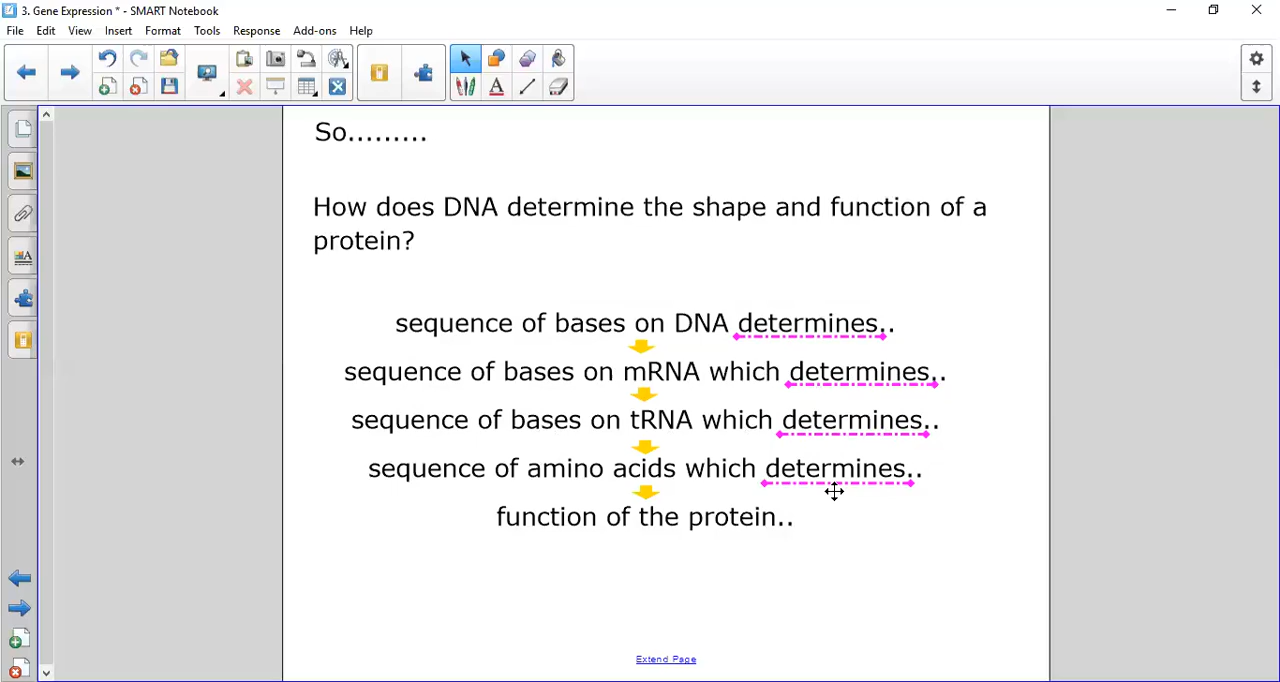 3. Gene Expression * - SMART Notebook
File Edit View Insert Format Tools Response Add-ons Help
So.........
How does DNA determine the shape and function of a
protein?
sequence of bases on DNA determines..
sequence of bases on mRNA which determines..
sequence of bases on tRNA which determines..
sequence of amino acids which determines..
function of the protein..
Extend Page